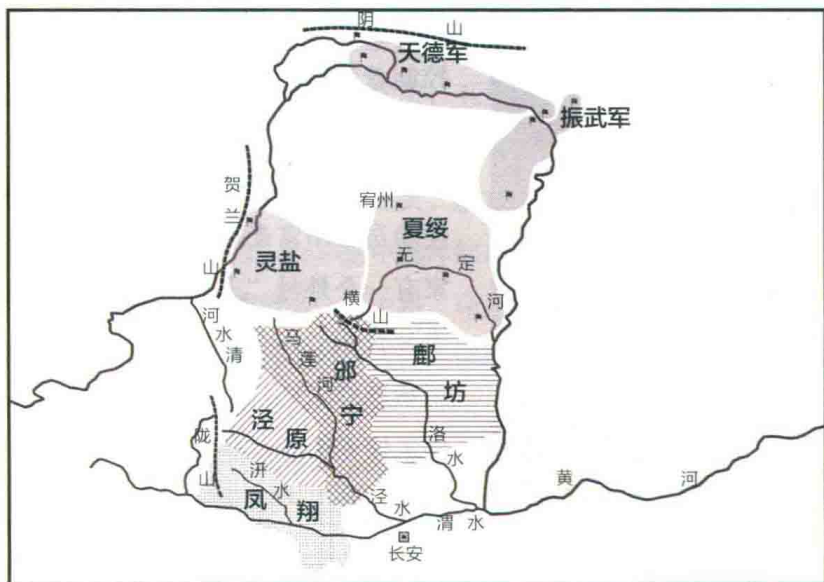 阴山
天德军
振武军
贺兰山
宥州
夏绥
灵盐
无定河
横山
清水河
马莲河
邠宁
鄜坊
泾原
洛水
陇山
汧水
凤翔
泾水
渭水
黄河
长安